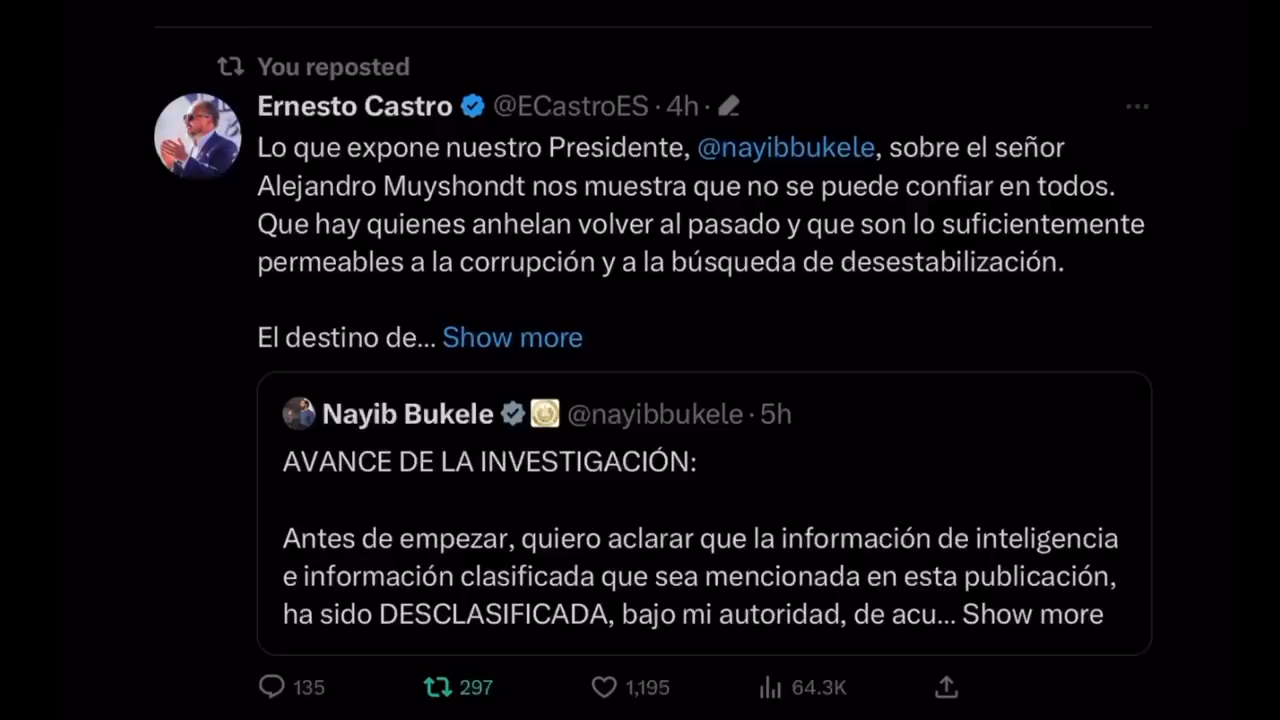 You reposted
Ernesto Castro @ECastroES · 4h ·
Lo que expone nuestro Presidente, @nayibbukele, sobre el señor
Alejandro Muyshondt nos muestra que no se puede confiar en todos.
Que hay quienes anhelan volver al pasado y que son lo suficientemente
permeables a la corrupción y a la búsqueda de desestabilización.
El destino de... Show more
Nayib Bukele @nayibbukele · 5h
AVANCE DE LA INVESTIGACIÓN:
Antes de empezar, quiero aclarar que la información de inteligencia
e información clasificada que sea mencionada en esta publicación,
ha sido DESCLASIFICADA, bajo mi autoridad, de acu... Show more
135 297 1,195 64.3K